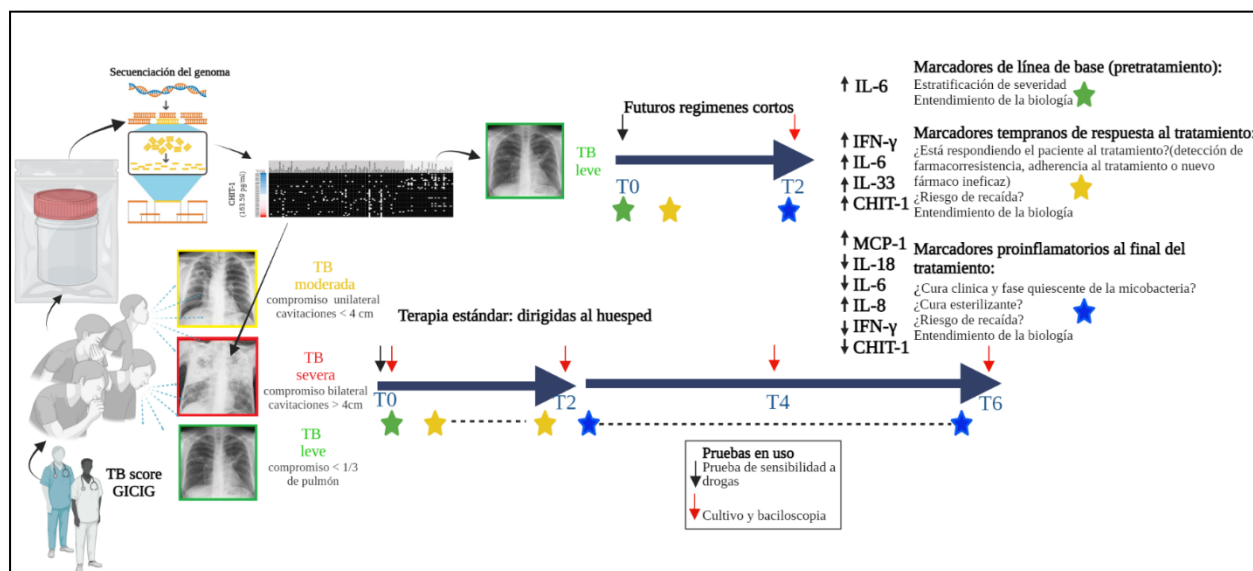 Secuenciación del genoma
CHIT-1
(163.59 pg/ml)
TB
leve
Futuros regimenes cortos
T0
T2
TB
moderada
compromiso unilateral
cavitaciones < 4 cm
TB
severa
compromiso bilateral
cavitaciones > 4cm
TB
leve
compromiso < 1/3
de pulmón
TB score
GICIG
Terapia estándar: dirigidas al huesped
T0
T2
T4
T6
Pruebas en uso
Prueba de sensibilidad a
drogas
Cultivo y baciloscopia
↑ IL-6
Marcadores de línea de base (pretratamiento):
Estratificación de severidad
Entendimiento de la biología
↑ IFN-γ
↑ IL-6
↑ IL-33
↑ CHIT-1
Marcadores tempranos de respuesta al tratamiento:
¿Está respondiendo el paciente al tratamiento?(detección de
farmacorresistencia, adherencia al tratamiento o nuevo
fármaco ineficaz)
¿Riesgo de recaída?
Entendimiento de la biología
↑ MCP-1
↓ IL-18
↓ IL-6
↑ IL-8
↓ IFN-γ
↓ CHIT-1
Marcadores proinflamatorios al final del
tratamiento:
¿Cura clinica y fase quiescente de la micobacteria?
¿Cura esterilizante?
¿Riesgo de recaída?
Entendimiento de la biología